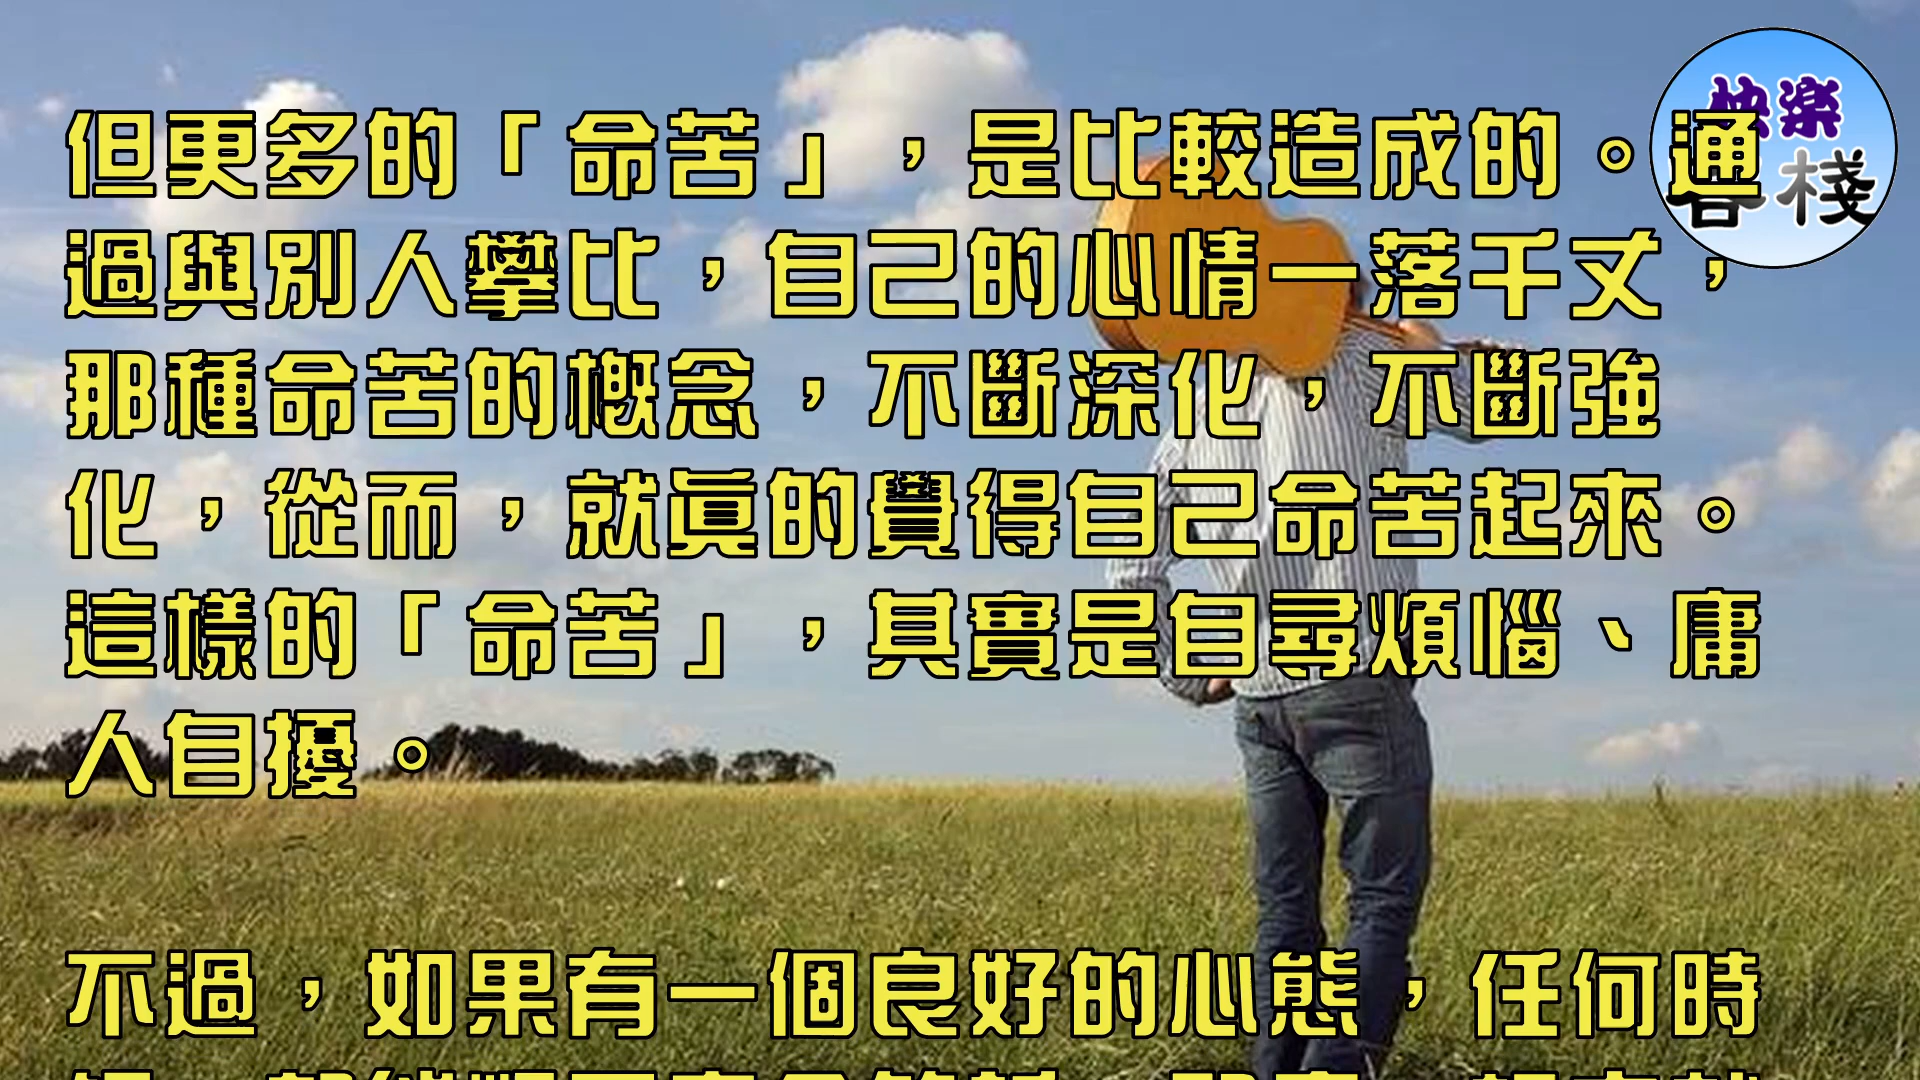 但更多的「命苦」，是比較造成的。通
過與別人攀比，自己的心情一落千丈，
那種命苦的概念，不斷深化，不斷強
化，從而，就真的覺得自己命苦起來。
這樣的「命苦」，其實是自尋煩惱、庸
人自擾。
不過，如果有一個良好的心態，任何時
快樂
客棧